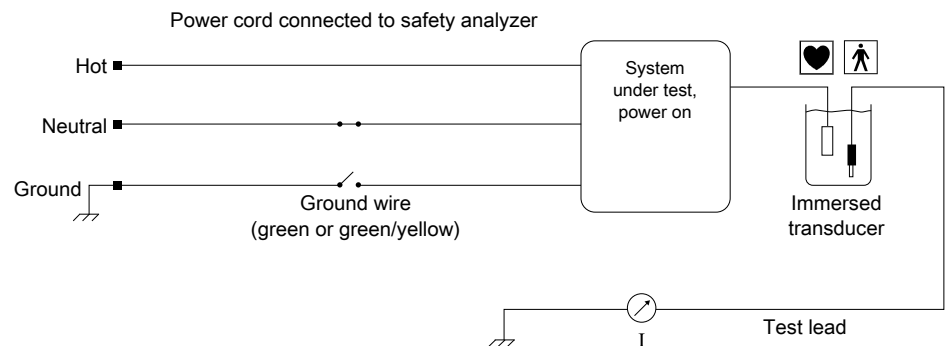 Power cord connected to safety analyzer
Hot
Neutral
Ground
Ground wire
(green or green/yellow)
System
under test,
power on
Immersed
transducer
Test lead
I